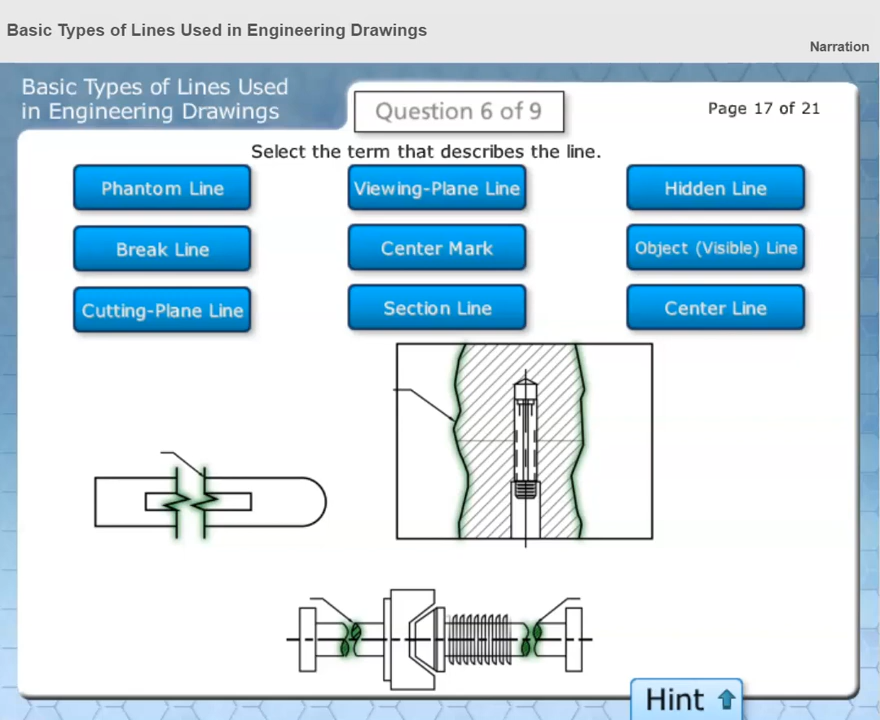 Basic Types of Lines Used in Engineering Drawings
Narration
Basic Types of Lines Used
in Engineering Drawings
Question 6 of 9
Page 17 of 21
Select the term that describes the line.
Phantom Line
Viewing-Plane Line
Hidden Line
Break Line
Center Mark
Object (Visible) Line
Cutting-Plane Line
Section Line
Center Line
Hint